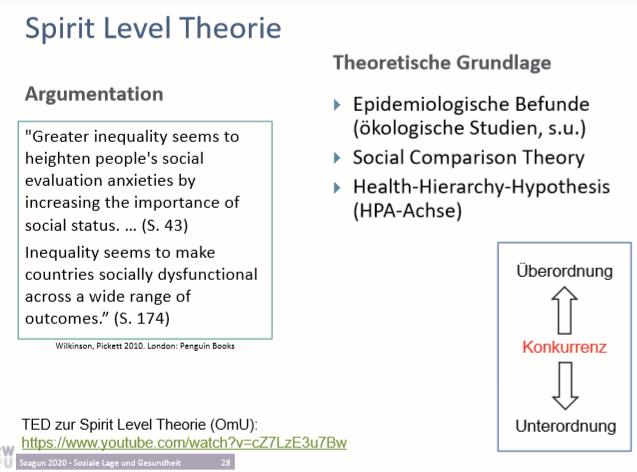 Spirit Level Theorie
Argumentation
"Greater inequality seems to
heighten people's social
evaluation anxieties by
increasing the importance of
social status. ... (S. 43)
Inequality seems to make
countries socially dysfunctional
across a wide range of
outcomes.” (S. 174)
Wilkinson, Pickett 2010. London: Penguin Books
Theoretische Grundlage
Epidemiologische Befunde
(ökologische Studien, s.u.)
Social Comparison Theory
Health-Hierarchy-Hypothesis
(HPA-Achse)
Überordnung
Konkurrenz
Unterordnung
TED zur Spirit Level Theorie (OmU):
https://www.youtube.com/watch?v=cZ7LzE3u7Bw
Szagun 2020 - Soziale Lage und Gesundheit 28